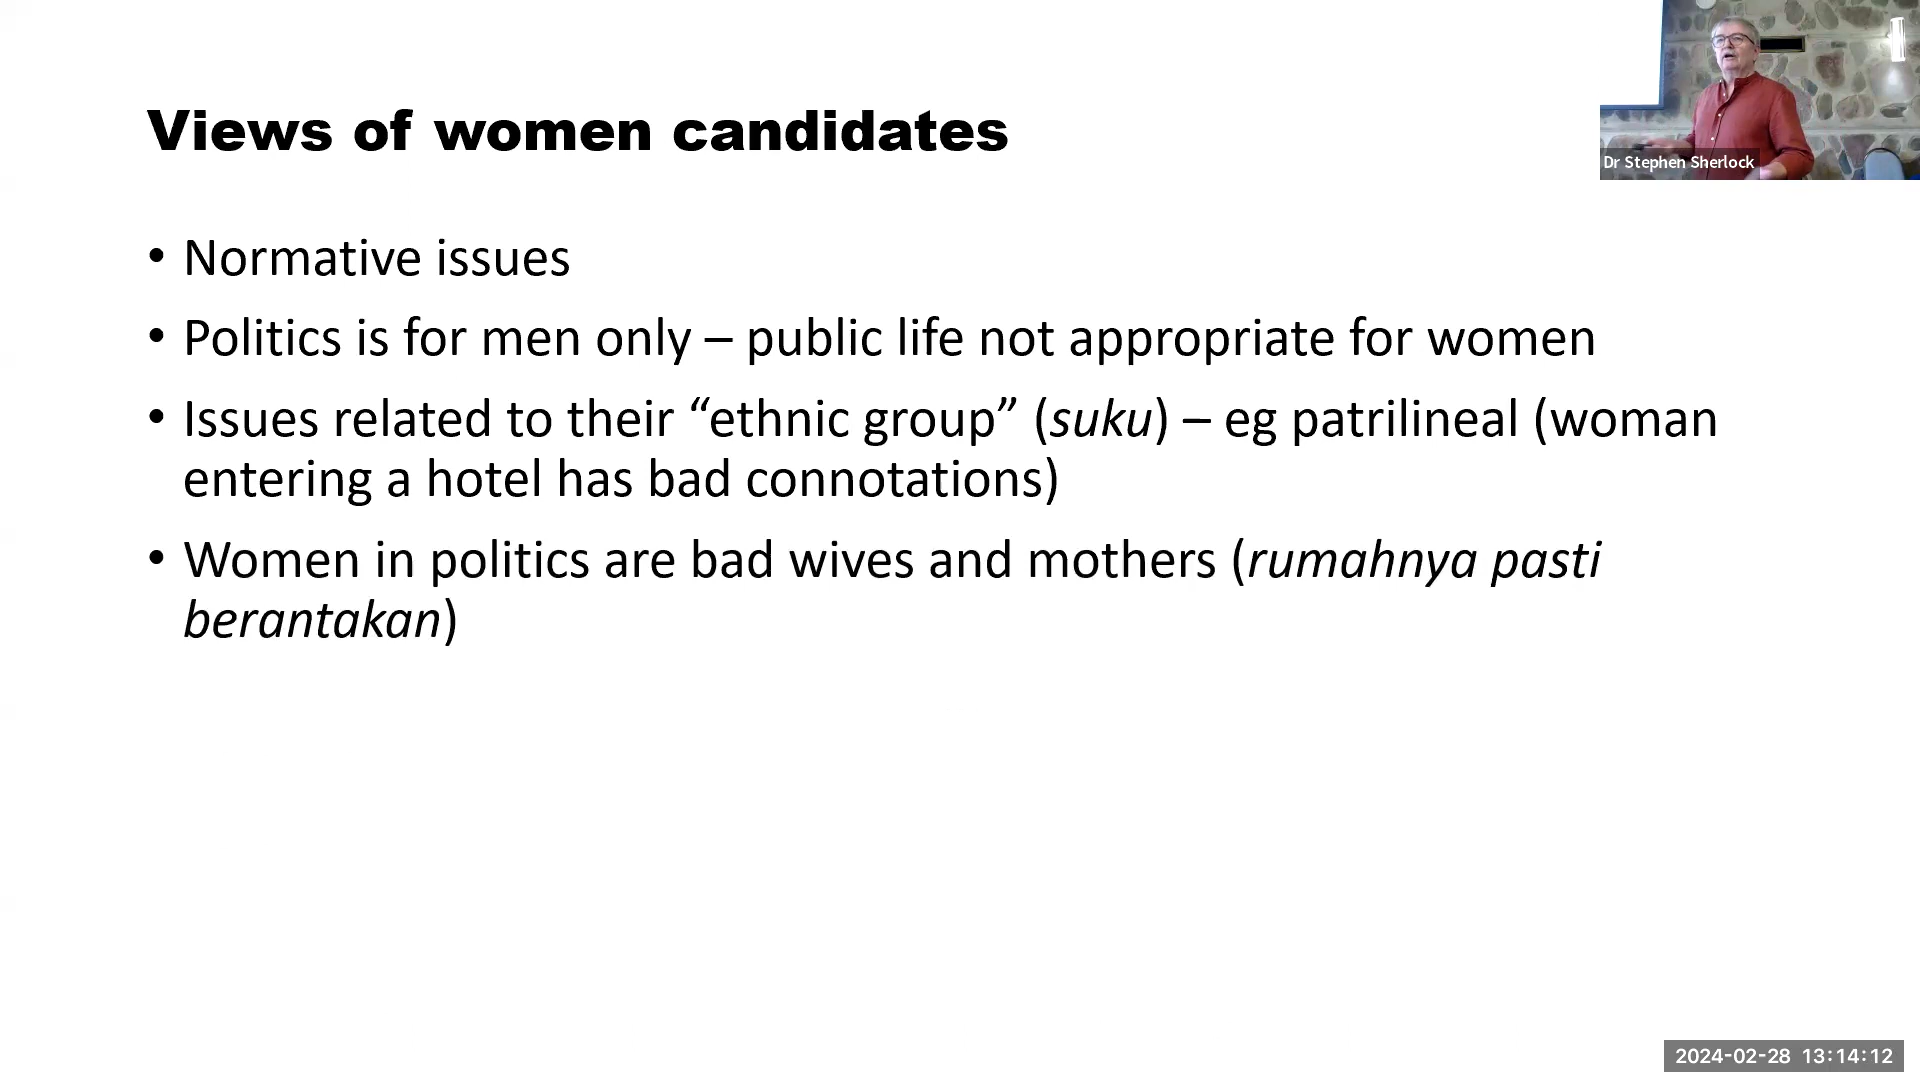 Views of women candidates
Dr Stephen Sherlock
• Normative issues
• Politics is for men only – public life not appropriate for women
• Issues related to their “ethnic group” (suku) – eg patrilineal (woman
entering a hotel has bad connotations)
• Women in politics are bad wives and mothers (rumahnya pasti
berantakan)
2024-02-28 13:14:12